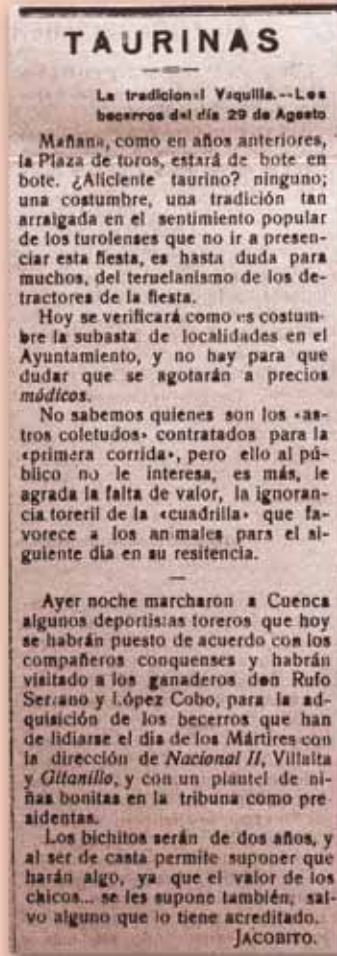 TAURINAS
La tradicional Vaquilla.--Los
becerros del día 29 de Agosto
Mañana, como en años anteriores,
la Plaza de toros, estará de bote en
bote. ¿Aliciente taurino? ninguno;
una costumbre, una tradición tan
arraigada en el sentimiento popular
de los turolenses que no ir a presen-
ciar esta fiesta, es hasta duda para
muchos, del teruelanismo de los de-
tractores de la fiesta.
Hoy se verificará como es costum-
bre la subasta de localidades en el
Ayuntamiento, y no hay para que
dudar que se agotarán a precios
módicos.
No sabemos quienes son los «as-
tros coletudos» contratados para la
«primera corrida», pero ello al pú-
blico no le interesa, es más, le
agrada la falta de valor, la ignoran-
cia toreril de la «cuadrilla» que fa-
vorece a los animales para el si-
guiente día en su resitencia.
—
Ayer noche marcharon a Cuenca
algunos deportistas toreros que hoy
se habrán puesto de acuerdo con los
compañeros conquenses y habrán
visitado a los ganaderos don Rufo
Serrano y López Cobo, para la ad-
quisición de los becerros que han
de lidiarse el día de los Mártires con
la dirección de Nacional II, Villalta
y Gitanillo, y con un plantel de ni-
ñas bonitas en la tribuna como pre
sidentas.
Los bichitos serán de dos años, y
al ser de casta permite suponer que
harán algo, ya que el valor de los
chicos... se les supone también, sal-
vo alguno que lo tiene acreditado.
JACOBITO.